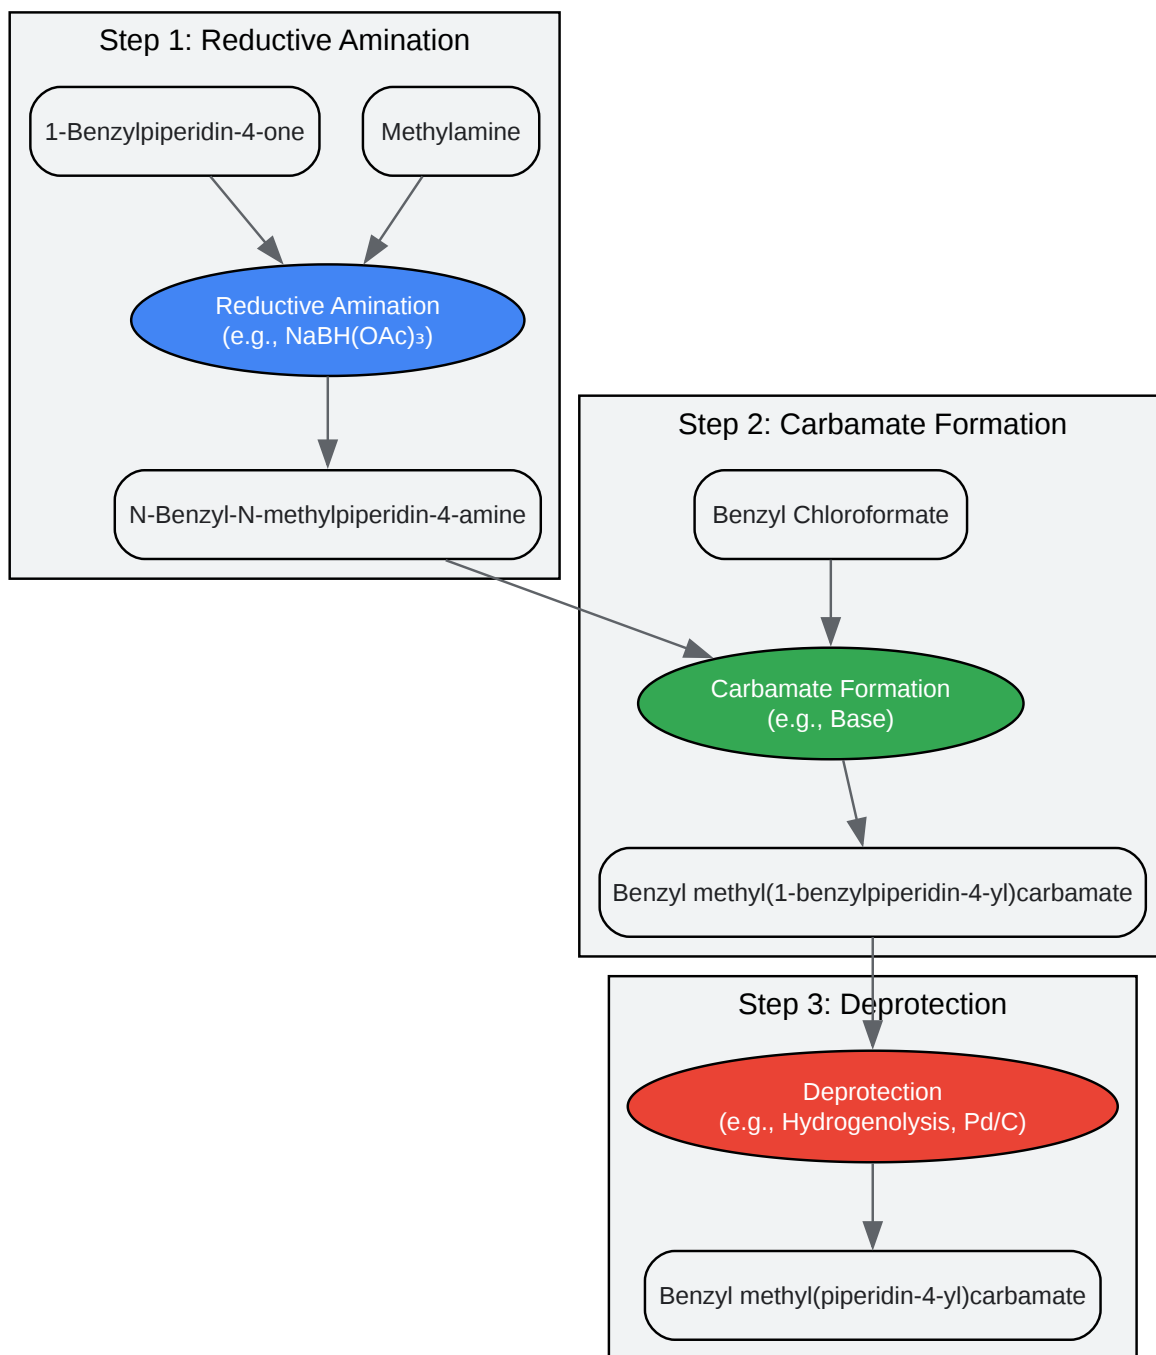 Step 1: Reductive Amination
1-Benzylpiperidin-4-one
Methylamine
Reductive Amination
(e.g., NaBH(OAc)₃)
N-Benzyl-N-methylpiperidin-4-amine
Step 2: Carbamate Formation
Benzyl Chloroformate
Carbamate Formation
(e.g., Base)
Benzyl methyl(1-benzylpiperidin-4-yl)carbamate
Step 3: Deprotection
Deprotection
(e.g., Hydrogenolysis, Pd/C)
Benzyl methyl(piperidin-4-yl)carbamate